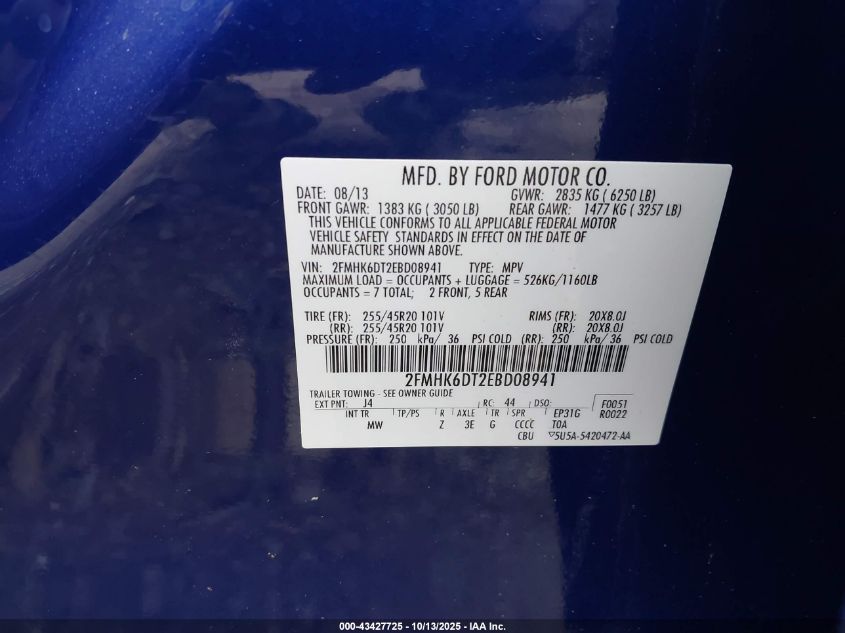 MFD. BY FORD MOTOR CO.
DATE: 08/13 GVWR: 2835 KG ( 6250 LB)
FRONT GAWR: 1383 KG ( 3050 LB) REAR GAWR: 1477 KG ( 3257 LB)
THIS VEHICLE CONFORMS TO ALL APPLICABLE FEDERAL MOTOR
VEHICLE SAFETY STANDARDS IN EFFECT ON THE DATE OF
MANUFACTURE SHOWN ABOVE.
VIN: 2FMHK6DT2EBD08941 TYPE: MPV
MAXIMUM LOAD = OCCUPANTS + LUGGAGE = 526KG/1160LB
OCCUPANTS = 7 TOTAL; 2 FRONT, 5 REAR
TIRE (FR): 255/45R20 101V RIMS (FR): 20X8.0J
(RR): 255/45R20 101V (RR): 20X8.0J
PRESSURE (FR): 250 kPa/ 36 PSI COLD (RR): 250 kPa/ 36 PSI COLD
2FMHK6DT2EBD08941
TRAILER TOWING - SEE OWNER GUIDE
EXT PNT: J4 RC: 44 DSO: F0051
INT TR TP/PS R AXLE TR SPR EP31G R0022
MW Z 3E G CCCC T0A
CBU 5U5A-5420472-AA
000-43427725 - 10/13/2025 - IAA Inc.